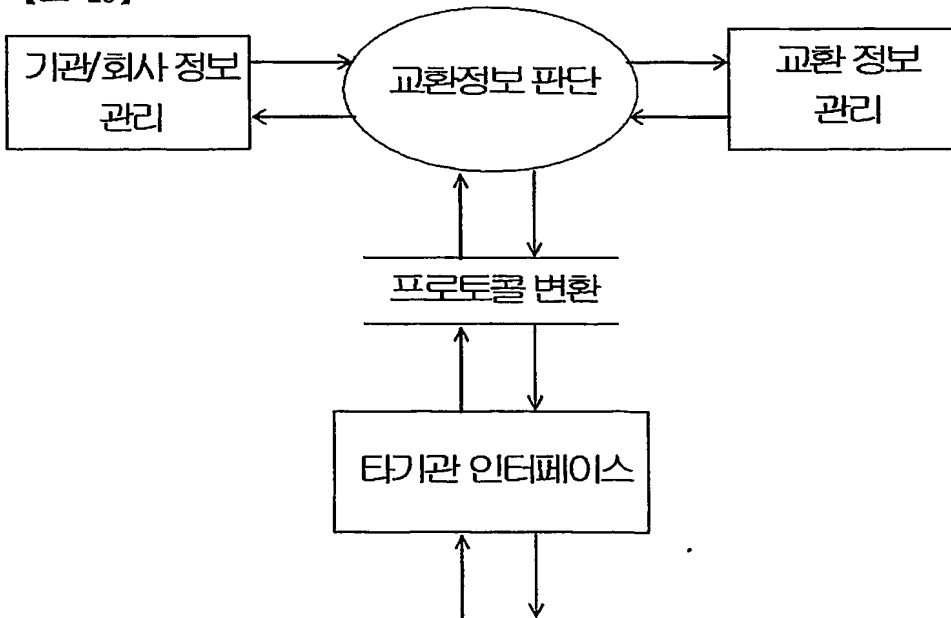 기관/회사 정보
관리
교환정보 판단
교환 정보
관리
프로토콜 변환
타기관 인터페이스